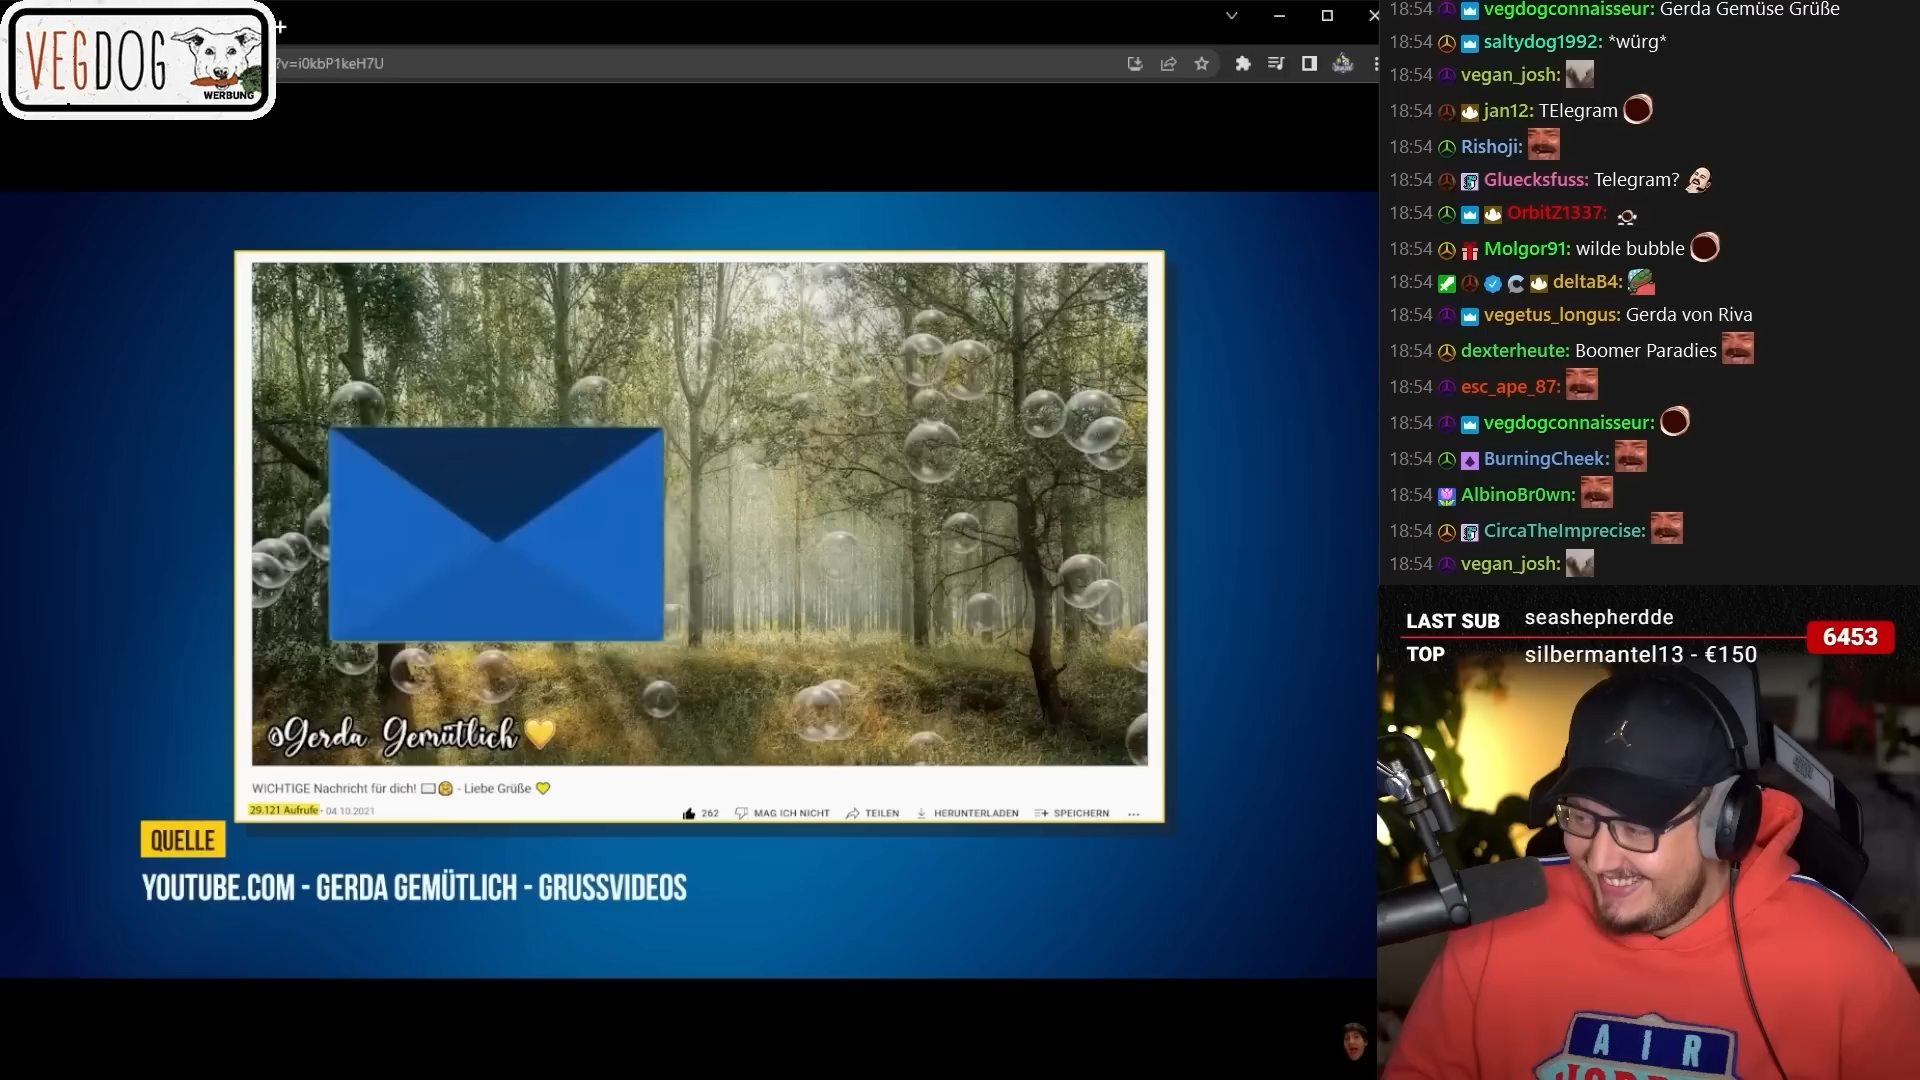 VEGDOG
WERBUNG
?v=i0kbP1keH7U
Gerda Gemütlich
WICHTIGE Nachricht für dich! - Liebe Grüße
29.121 Aufrufe · 04.10.2021
262 MAG ICH NICHT TEILEN HERUNTERLADEN SPEICHERN ...
QUELLE
YOUTUBE.COM - GERDA GEMÜTLICH - GRUSSVIDEOS
18:54 vegdogconnaisseur: Gerda Gemüse Grüße
18:54 saltydog1992: *würg*
18:54 vegan_josh:
18:54 jan12: TElegram
18:54 Rishoji:
18:54 Gluecksfuss: Telegram?
18:54 OrbitZ1337:
18:54 Molgor91: wilde bubble
18:54 deltaB4:
18:54 vegetus_longus: Gerda von Riva
18:54 dexterheute: Boomer Paradies
18:54 esc_ape_87:
18:54 vegdogconnaisseur:
18:54 BurningCheek:
18:54 AlbinoBr0wn:
18:54 CircaTheImprecise:
18:54 vegan_josh:
LAST SUB seashepherdde
6453
TOP silbermantel13 - €150
AIR